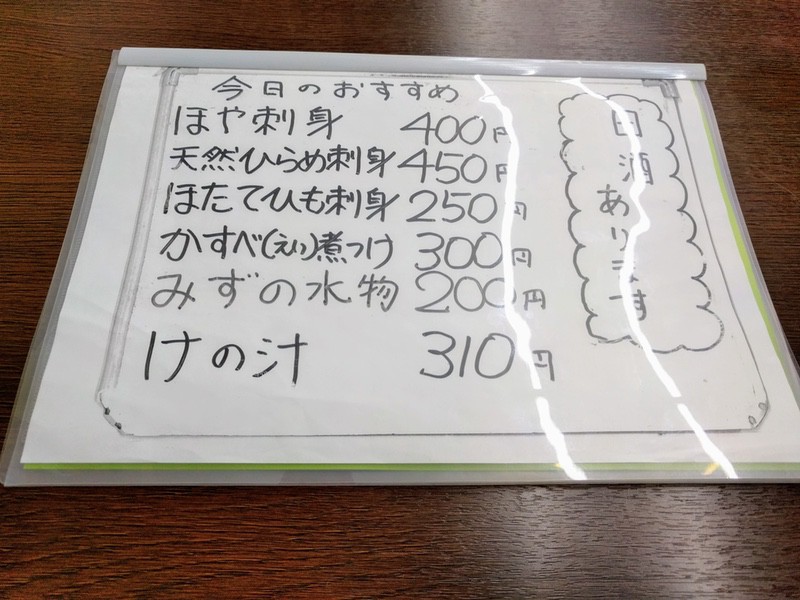 今日のおすすめ
ほや刺身 400円
天然ひらめ刺身 450円
ほたてひも刺身 250円
かすべ(えい)煮つけ 300円
みずの水物 200円
けの汁 310円
田酒あります